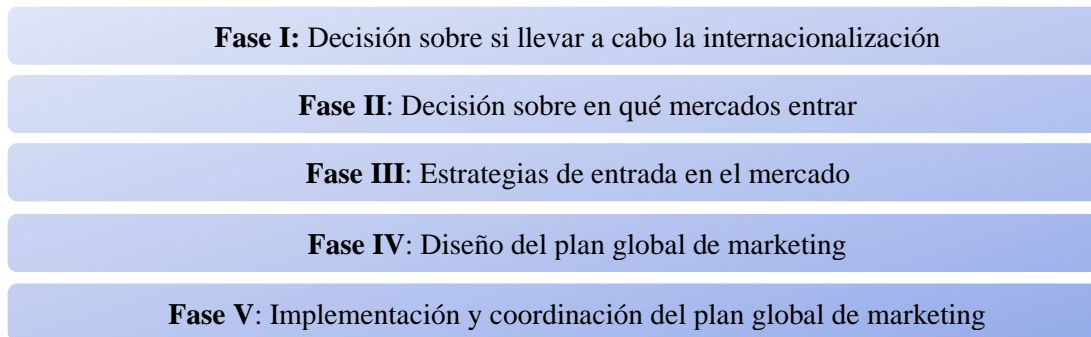 Fase I: Decisión sobre si llevar a cabo la internacionalización
Fase II: Decisión sobre en qué mercados entrar
Fase III: Estrategias de entrada en el mercado
Fase IV: Diseño del plan global de marketing
Fase V: Implementación y coordinación del plan global de marketing